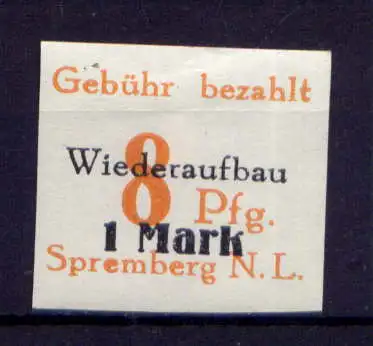 Gebühr bezahlt
Wiederaufbau
8 Pfg.
1 Mark
Spremberg N.L.